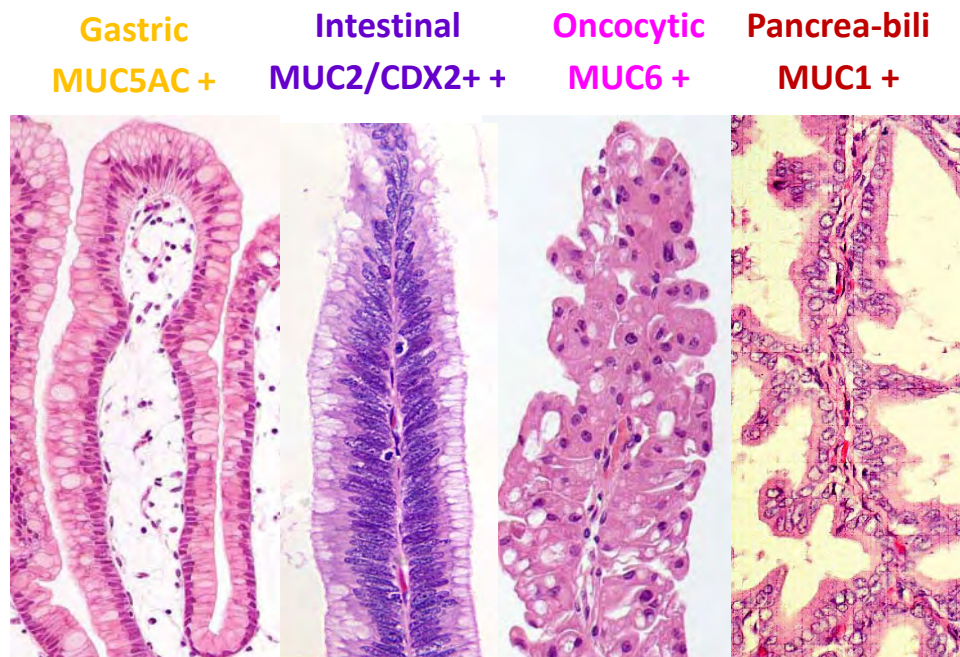 Gastric
MUC5AC +
Intestinal
MUC2/CDX2+ +
Oncocytic
MUC6 +
Pancrea-bili
MUC1 +